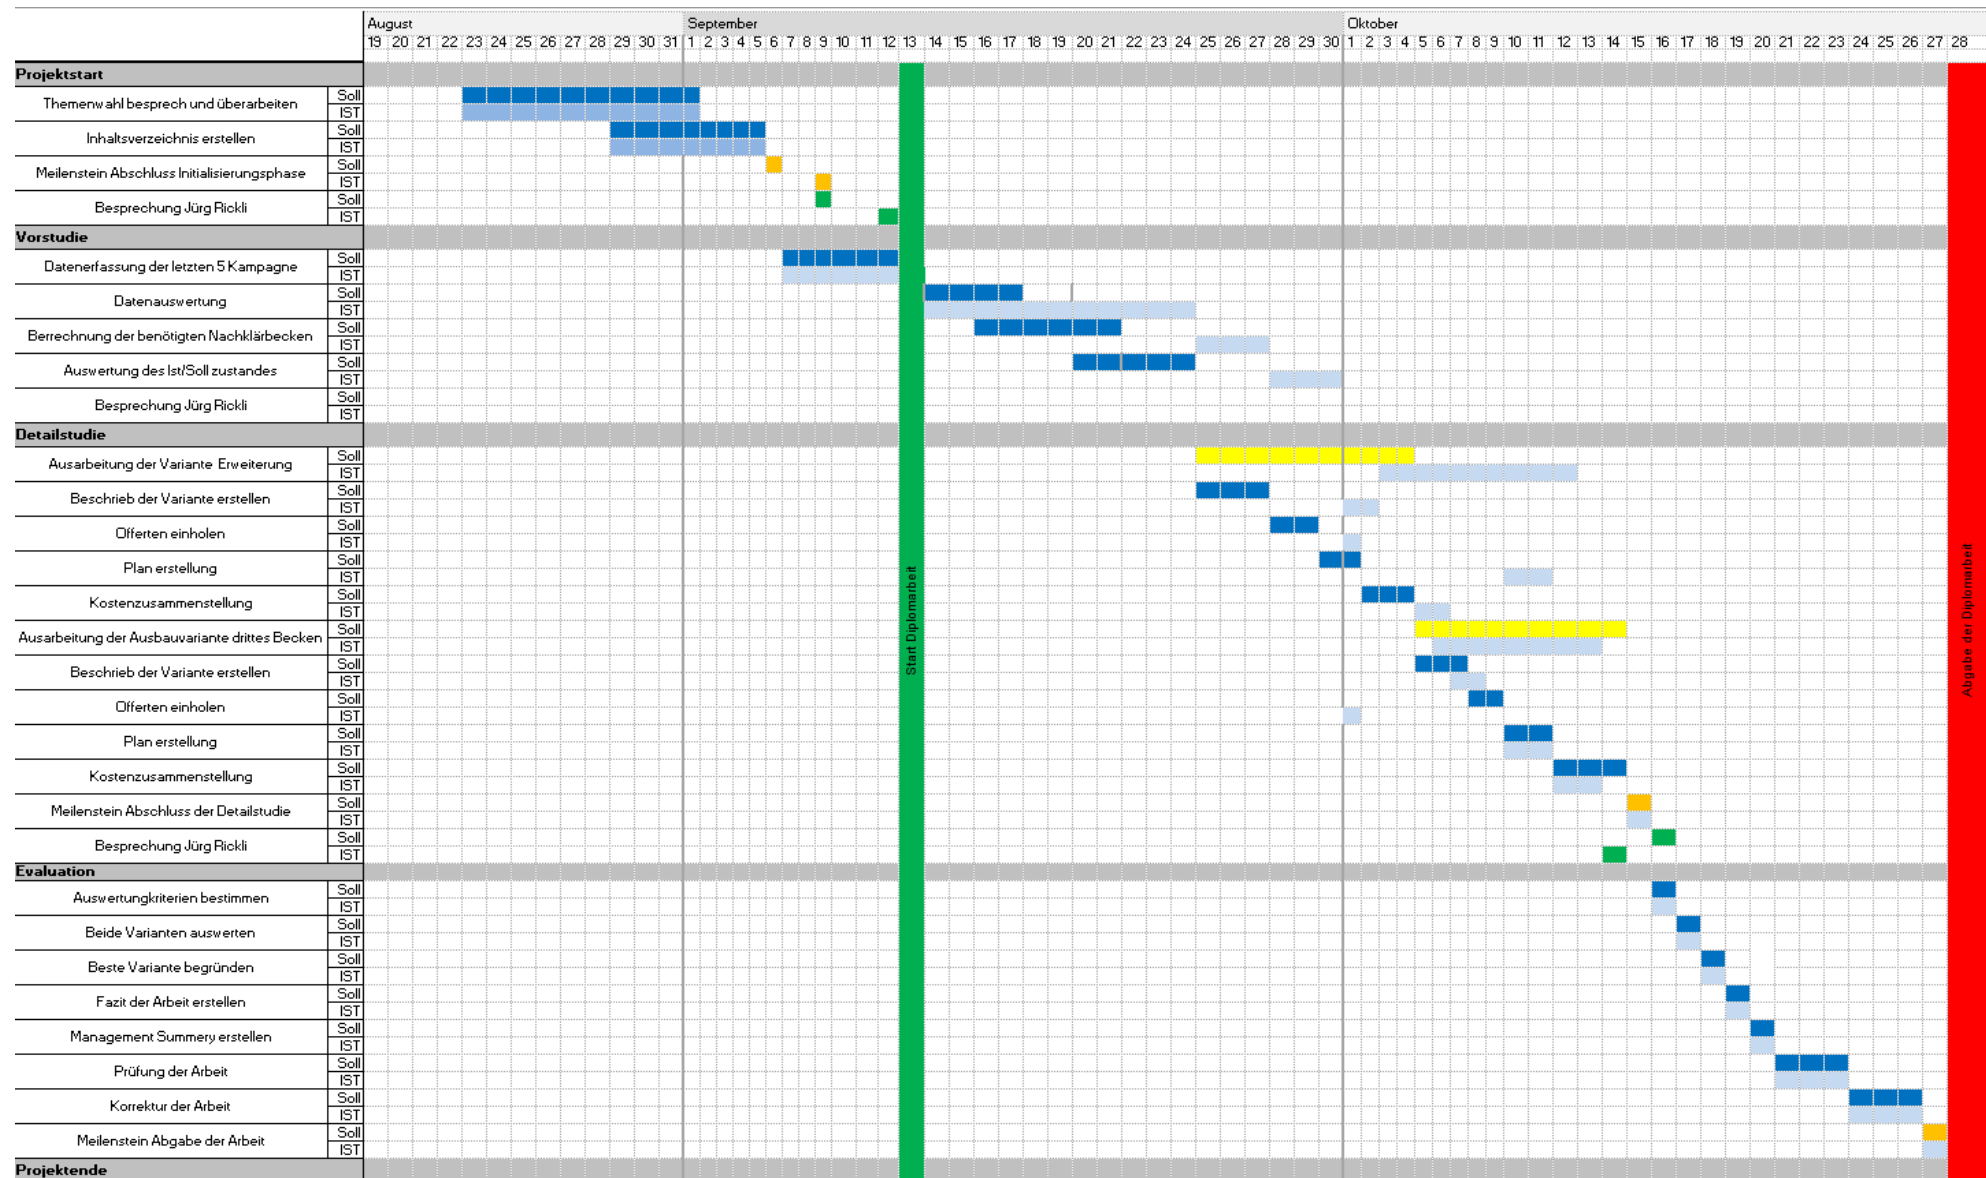 August September Oktober
19 20 21 22 23 24 25 26 27 28 29 30 31 1 2 3 4 5 6 7 8 9 10 11 12 13 14 15 16 17 18 19 20 21 22 23 24 25 26 27 28 29 30 1 2 3 4 5 6 7 8 9 10 11 12 13 14 15 16 17 18 19 20 21 22 23 24 25 26 27 28
Projektstart
Themenwahl besprech und überarbeiten Soll
IST
Inhaltsverzeichnis erstellen Soll
IST
Meilenstein Abschluss Initialisierungsphase Soll
IST
Besprechung Jürg Rickli Soll
IST
Vorstudie
Datenerfassung der letzten 5 Kampagne Soll
IST
Datenauswertung Soll
IST
Berrechnung der benötigten Nachklärbecken Soll
IST
Auswertung des Ist/Soll zustandes Soll
IST
Besprechung Jürg Rickli Soll
IST
Detailstudie
Ausarbeitung der Variante Erweiterung Soll
IST
Beschrieb der Variante erstellen Soll
IST
Offerten einholen Soll
IST
Plan erstellung Soll
IST
Kostenzusammenstellung Soll
IST
Ausarbeitung der Ausbauvariante drittes Becken Soll
IST
Beschrieb der Variante erstellen Soll
IST
Offerten einholen Soll
IST
Plan erstellung Soll
IST
Kostenzusammenstellung Soll
IST
Meilenstein Abschluss der Detailstudie Soll
IST
Besprechung Jürg Rickli Soll
IST
Evaluation
Auswertungkriterien bestimmen Soll
IST
Beide Varianten auswerten Soll
IST
Beste Variante begründen Soll
IST
Fazit der Arbeit erstellen Soll
IST
Management Summery erstellen Soll
IST
Prüfung der Arbeit Soll
IST
Korrektur der Arbeit Soll
IST
Meilenstein Abgabe der Arbeit Soll
IST
Projektende
Start Diplomarbeit
Abgabe der Diplomarbeit